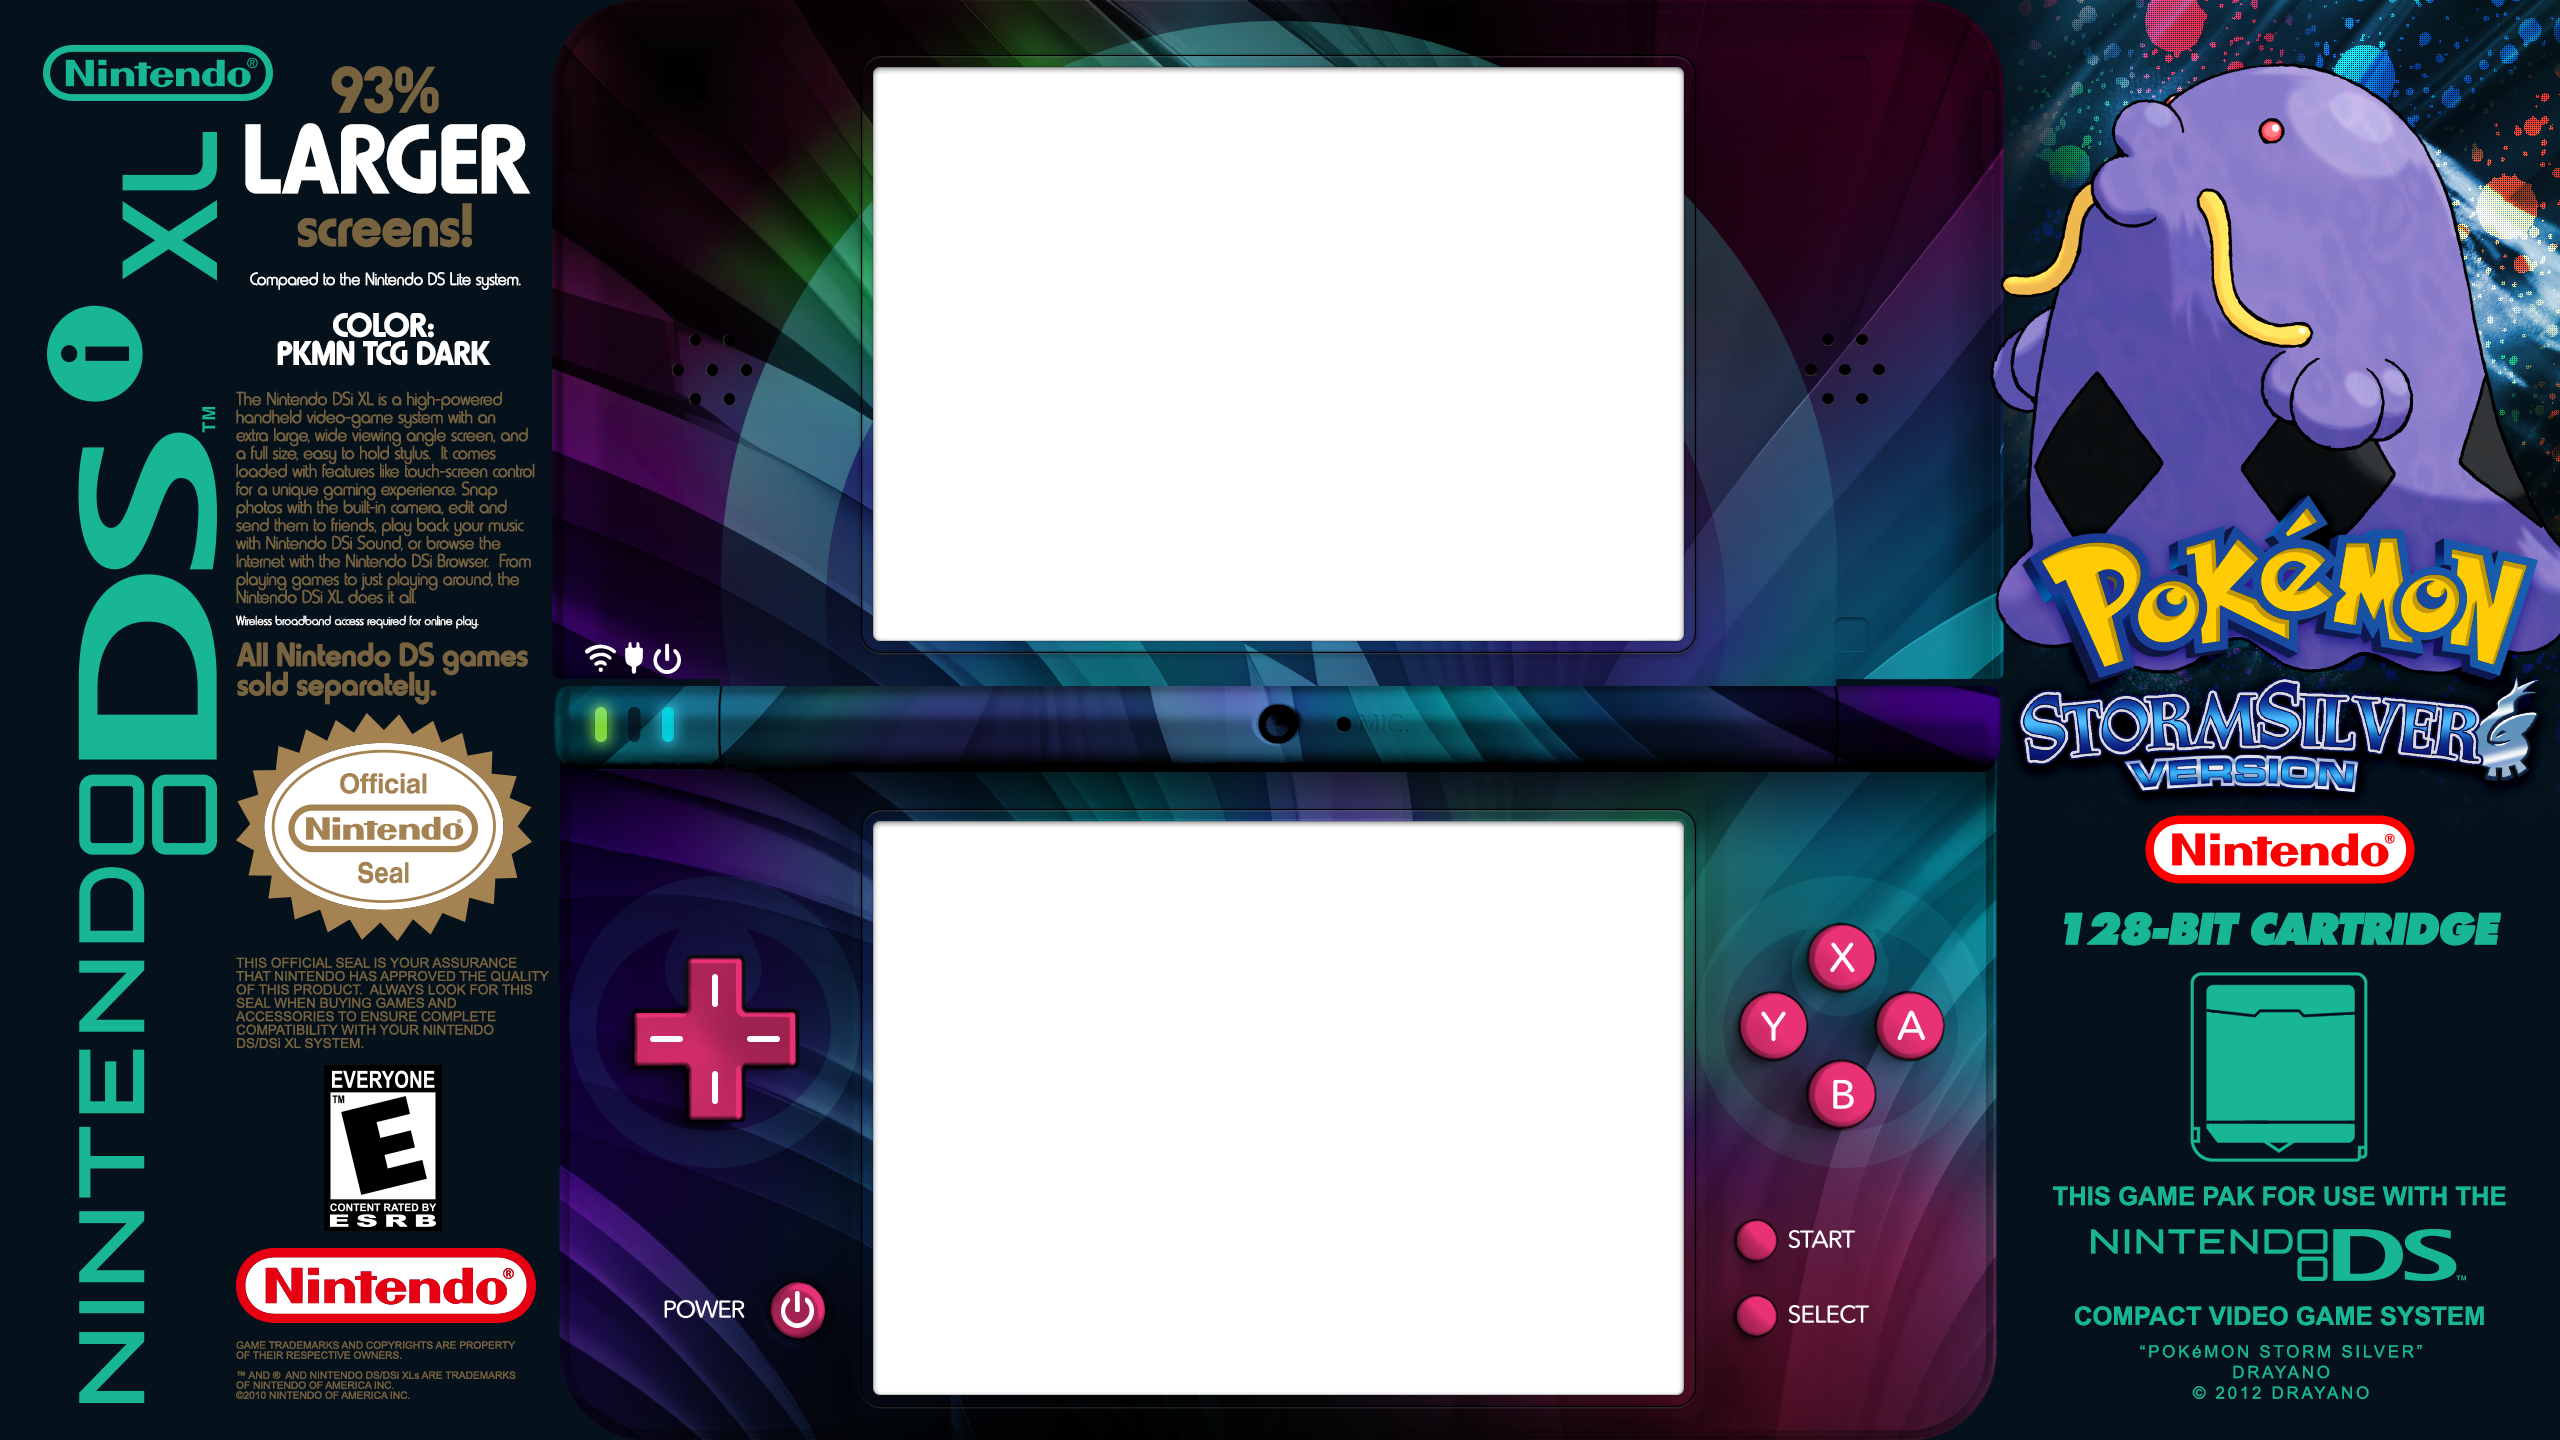 Nintendo®
NINTENDO DSi XL™
93%
LARGER
screens!
Compared to the Nintendo DS Lite system.
COLOR:
PKMN TCG DARK
The Nintendo DSi XL is a high-powered
handheld video-game system with an
extra large, wide viewing angle screen, and
a full size, easy to hold stylus. It comes
loaded with features like touch-screen control
for a unique gaming experience. Snap
photos with the built-in camera, edit and
send them to friends, play back your music
with Nintendo DSi Sound, or browse the
Internet with the Nintendo DSi Browser. From
playing games to just playing around, the
Nintendo DSi XL does it all.
Wireless broadband access required for online play.
All Nintendo DS games
sold separately.
Official
Nintendo®
Seal
THIS OFFICIAL SEAL IS YOUR ASSURANCE
THAT NINTENDO HAS APPROVED THE QUALITY
OF THIS PRODUCT. ALWAYS LOOK FOR THIS
SEAL WHEN BUYING GAMES AND
ACCESSORIES TO ENSURE COMPLETE
COMPATIBILITY WITH YOUR NINTENDO
DS/DSi XL SYSTEM.
EVERYONE
™
E
CONTENT RATED BY
ESRB
Nintendo®
GAME TRADEMARKS AND COPYRIGHTS ARE PROPERTY
OF THEIR RESPECTIVE OWNERS.
™ AND ® AND NINTENDO DS/DSi XLs ARE TRADEMARKS
OF NINTENDO OF AMERICA INC.
©2010 NINTENDO OF AMERICA INC.
MIC.
X
Y
A
B
START
SELECT
POWER
POKéMON
STORMSILVER
VERSION
Nintendo®
128-BIT CARTRIDGE
THIS GAME PAK FOR USE WITH THE
NINTENDO DS™
COMPACT VIDEO GAME SYSTEM
“POKéMON STORM SILVER”
DRAYANO
© 2012 DRAYANO